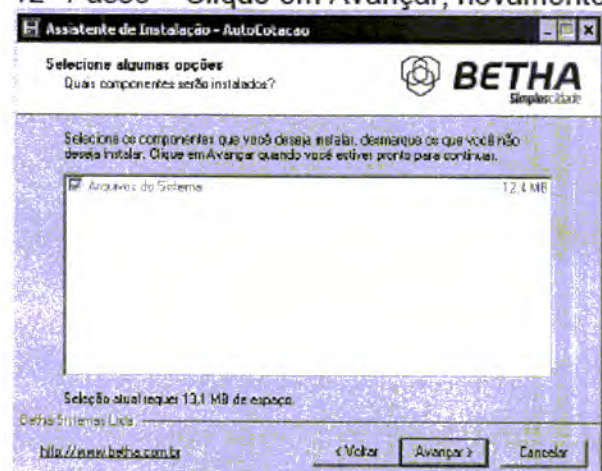 12º Passo – Clique em Avançar, novamente
Assistente de Instalação - AutoCotacao
Selecione algumas opções
Quais componentes serão instalados?
BETHA
Simplescidade
Selecione os componentes que você deseja instalar, desmarque os que você não
deseja instalar. Clique em Avançar quando você estiver pronto para continuar.
Arquivos do Sistema 12,4 MB
Seleção atual requer 13,1 MB de espaço.
Betha Sistemas Ltda.
http://www.betha.com.br < Voltar Avançar > Cancelar